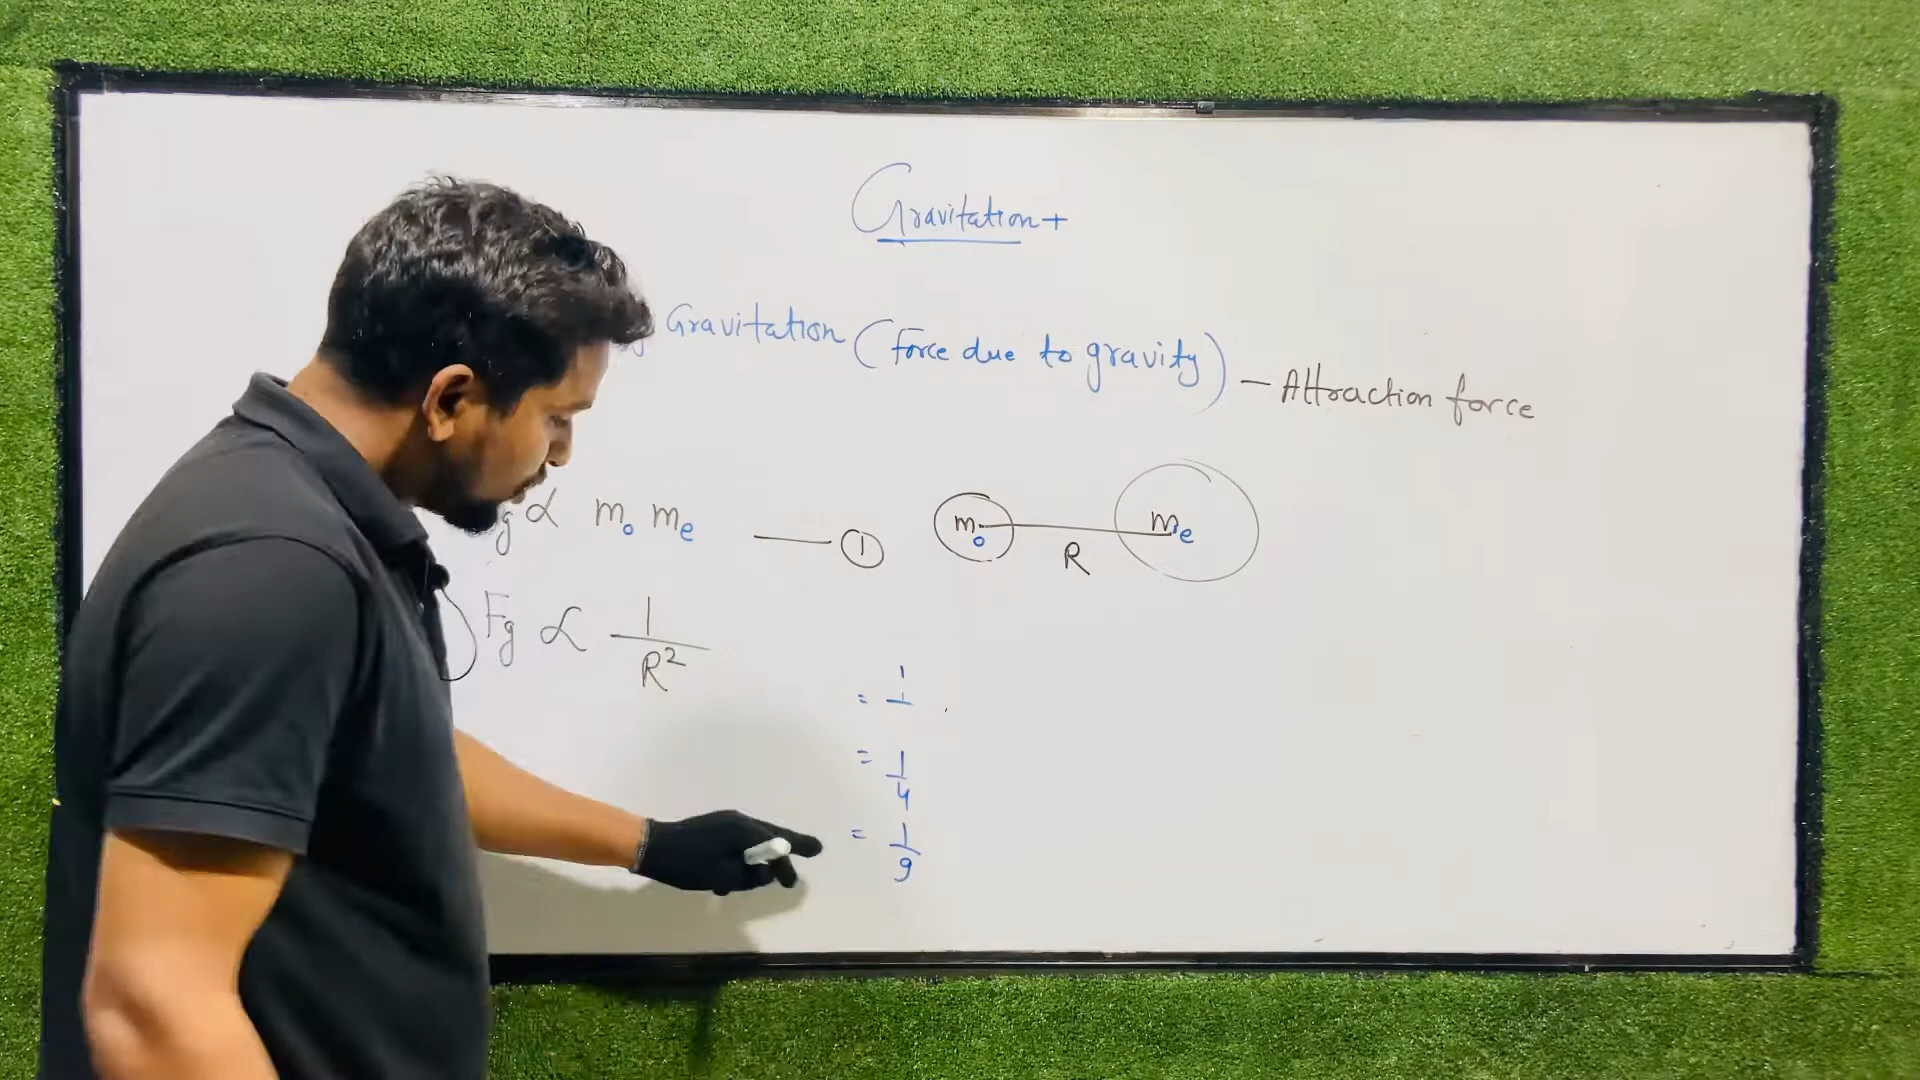 Gravitation +
Gravitation (Force due to gravity) – Attraction force
g ∝ m₀ mₑ —— ①
m₀ R mₑ
Fg ∝ 1/R²
= 1/1
= 1/4
= 1/9